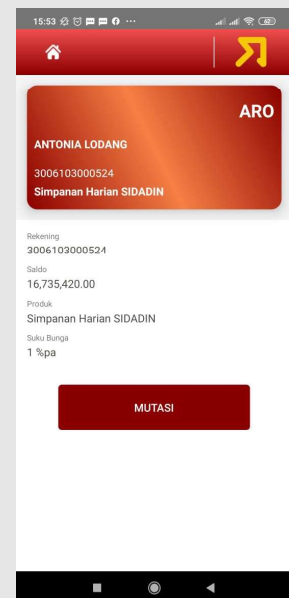 15:53
62
ARO
ANTONIA LODANG
3006103000524
Simpanan Harian SIDADIN
Rekening
3006103000524
Saldo
16,735,420.00
Produk
Simpanan Harian SIDADIN
Suku Bunga
1 %pa
MUTASI